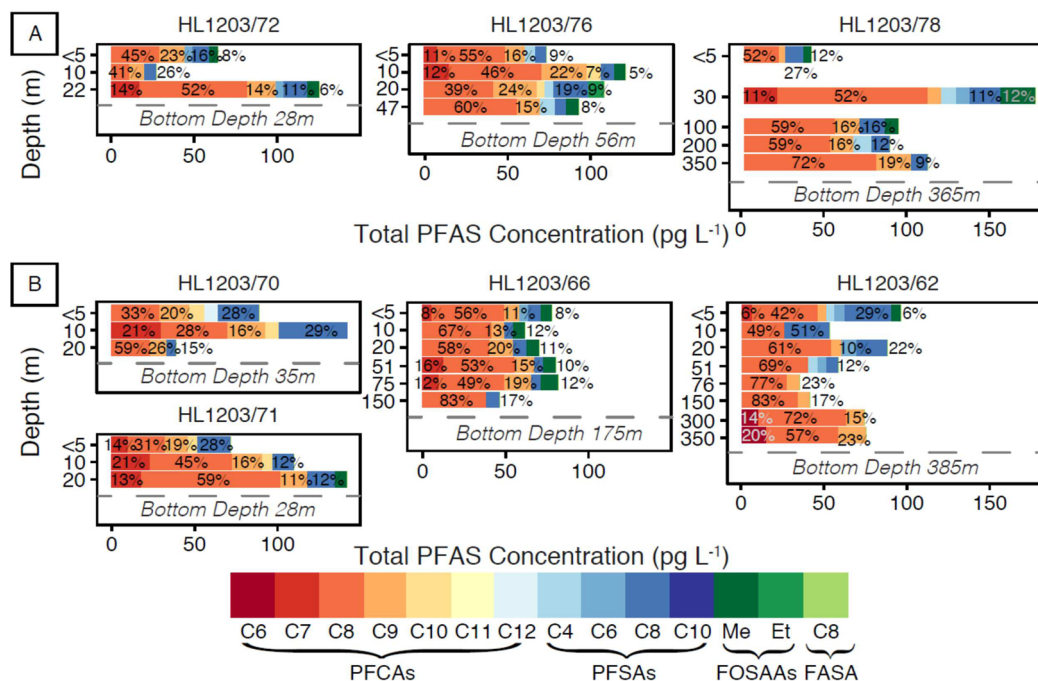 A
HL1203/72
HL1203/76
HL1203/78
Depth (m)
<5 45% 23% 16% 8%
10 41% 26%
22 14% 52% 14% 11% 6%
Bottom Depth 28m
0 50 100
<5 11% 55% 16% 9%
10 12% 46% 22% 7% 5%
20 39% 24% 19% 9%
47 60% 15% 8%
Bottom Depth 56m
0 50 100
<5 52% 12%
27%
30 11% 52% 11% 12%
100 59% 16% 16%
200 59% 16% 12%
350 72% 19% 9%
Bottom Depth 365m
0 50 100 150
Total PFAS Concentration (pg L-1)
B
HL1203/70
HL1203/66
HL1203/62
Depth (m)
<5 33% 20% 28%
10 21% 28% 16% 29%
20 59% 26% 15%
Bottom Depth 35m
HL1203/71
<5 14% 31% 19% 28%
10 21% 45% 16% 12%
20 13% 59% 11% 12%
Bottom Depth 28m
0 50 100
<5 8% 56% 11% 8%
10 67% 13% 12%
20 58% 20% 11%
51 16% 53% 15% 10%
75 12% 49% 19% 12%
150 83% 17%
Bottom Depth 175m
0 50 100
<5 6% 42% 29% 6%
10 49% 51%
20 61% 10% 22%
51 69% 12%
76 77% 23%
150 83% 17%
300 14% 72% 15%
350 20% 57% 23%
Bottom Depth 385m
0 50 100 150
Total PFAS Concentration (pg L-1)
C6 C7 C8 C9 C10 C11 C12 C4 C6 C8 C10 Me Et C8
PFCAs PFSAs FOSAAs FASA